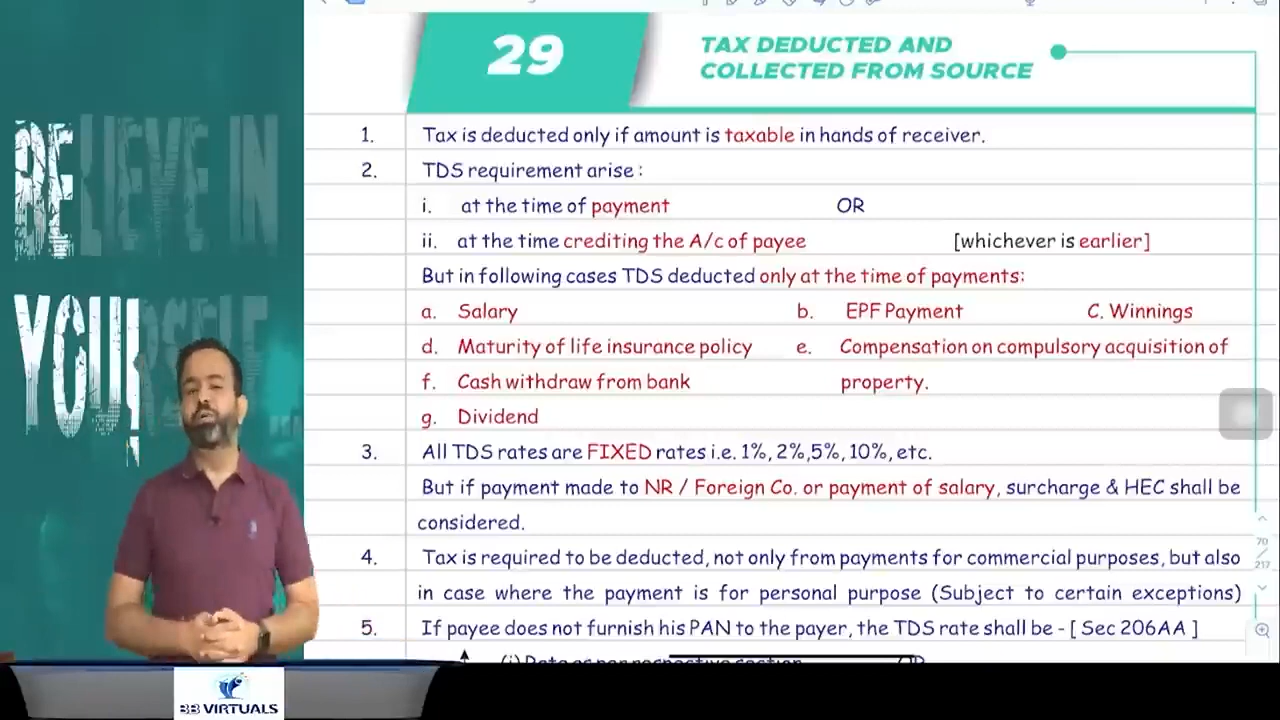 BELIEVE IN
YOURSELF
29
TAX DEDUCTED AND
COLLECTED FROM SOURCE
1. Tax is deducted only if amount is taxable in hands of receiver.
2. TDS requirement arise :
i. at the time of payment OR
ii. at the time crediting the A/c of payee [whichever is earlier]
But in following cases TDS deducted only at the time of payments:
a. Salary b. EPF Payment C. Winnings
d. Maturity of life insurance policy e. Compensation on compulsory acquisition of
f. Cash withdraw from bank property.
g. Dividend
3. All TDS rates are FIXED rates i.e. 1%, 2%,5%, 10%, etc.
But if payment made to NR / Foreign Co. or payment of salary, surcharge & HEC shall be
considered.
4. Tax is required to be deducted, not only from payments for commercial purposes, but also
in case where the payment is for personal purpose (Subject to certain exceptions)
5. If payee does not furnish his PAN to the payer, the TDS rate shall be - [ Sec 206AA ]
70
217
BB VIRTUALS